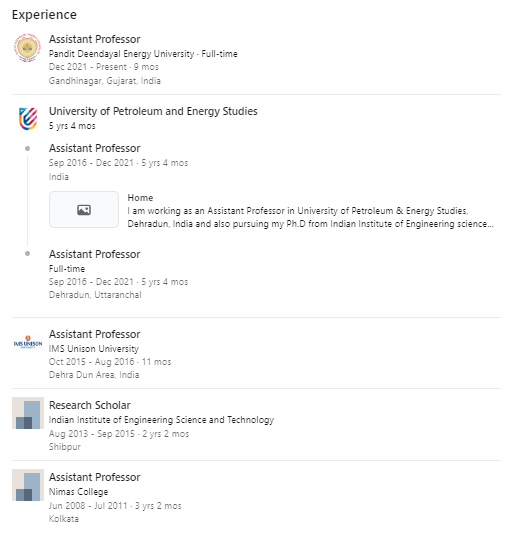 Experience
Assistant Professor
Pandit Deendayal Energy University · Full-time
Dec 2021 - Present · 9 mos
Gandhinagar, Gujarat, India
University of Petroleum and Energy Studies
5 yrs 4 mos
Assistant Professor
Sep 2016 - Dec 2021 · 5 yrs 4 mos
India
Home
I am working as an Assistant Professor in University of Petroleum & Energy Studies,
Dehradun, India and also pursuing my Ph.D from Indian Institute of Engineering science...
Assistant Professor
Full-time
Sep 2016 - Dec 2021 · 5 yrs 4 mos
Dehradun, Uttaranchal
IMS UNISON
Assistant Professor
IMS Unison University
Oct 2015 - Aug 2016 · 11 mos
Dehra Dun Area, India
Research Scholar
Indian Institute of Engineering Science and Technology
Aug 2013 - Sep 2015 · 2 yrs 2 mos
Shibpur
Assistant Professor
Nimas College
Jun 2008 - Jul 2011 · 3 yrs 2 mos
Kolkata